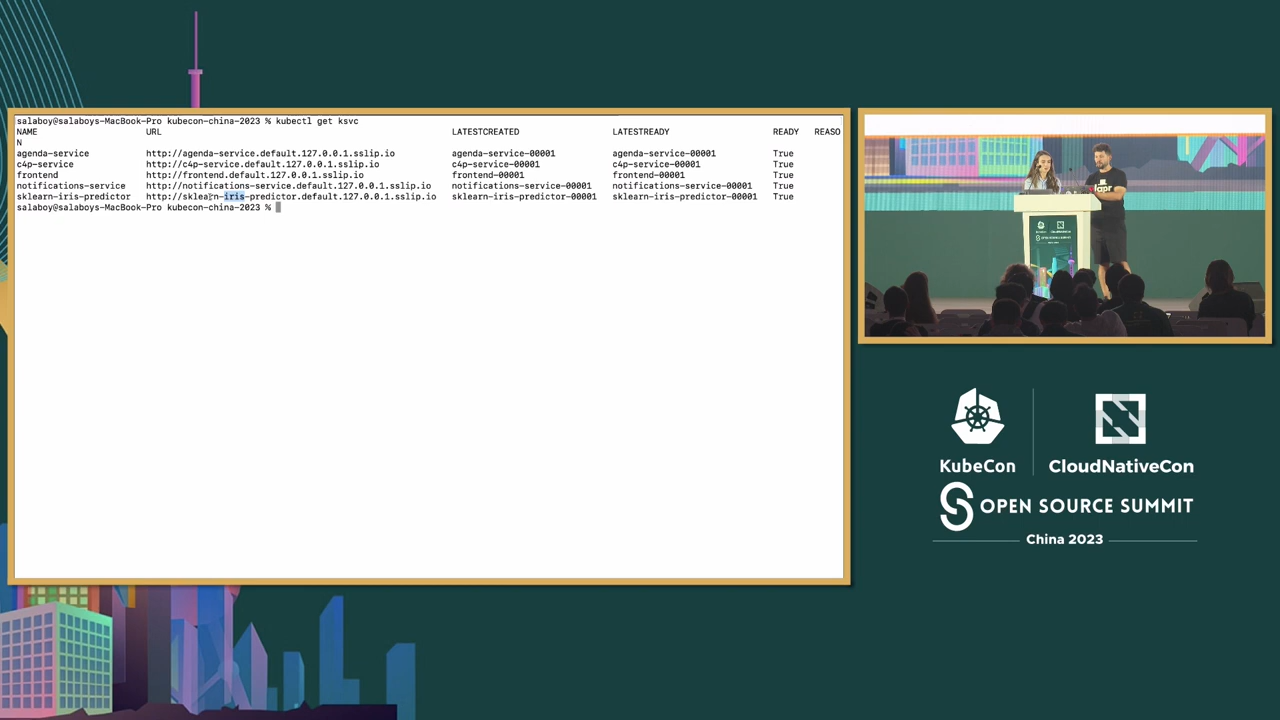 salaboy@salaboys-MacBook-Pro kubecon-china-2023 % kubectl get ksvc
NAME URL LATESTCREATED LATESTREADY READY REASO
N
agenda-service http://agenda-service.default.127.0.0.1.sslip.io agenda-service-00001 agenda-service-00001 True
c4p-service http://c4p-service.default.127.0.0.1.sslip.io c4p-service-00001 c4p-service-00001 True
frontend http://frontend.default.127.0.0.1.sslip.io frontend-00001 frontend-00001 True
notifications-service http://notifications-service.default.127.0.0.1.sslip.io notifications-service-00001 notifications-service-00001 True
sklearn-iris-predictor http://sklearn-iris-predictor.default.127.0.0.1.sslip.io sklearn-iris-predictor-00001 sklearn-iris-predictor-00001 True
salaboy@salaboys-MacBook-Pro kubecon-china-2023 %
dapr
OPEN SOURCE SUMMIT
KubeCon
CloudNativeCon
OPEN SOURCE SUMMIT
China 2023